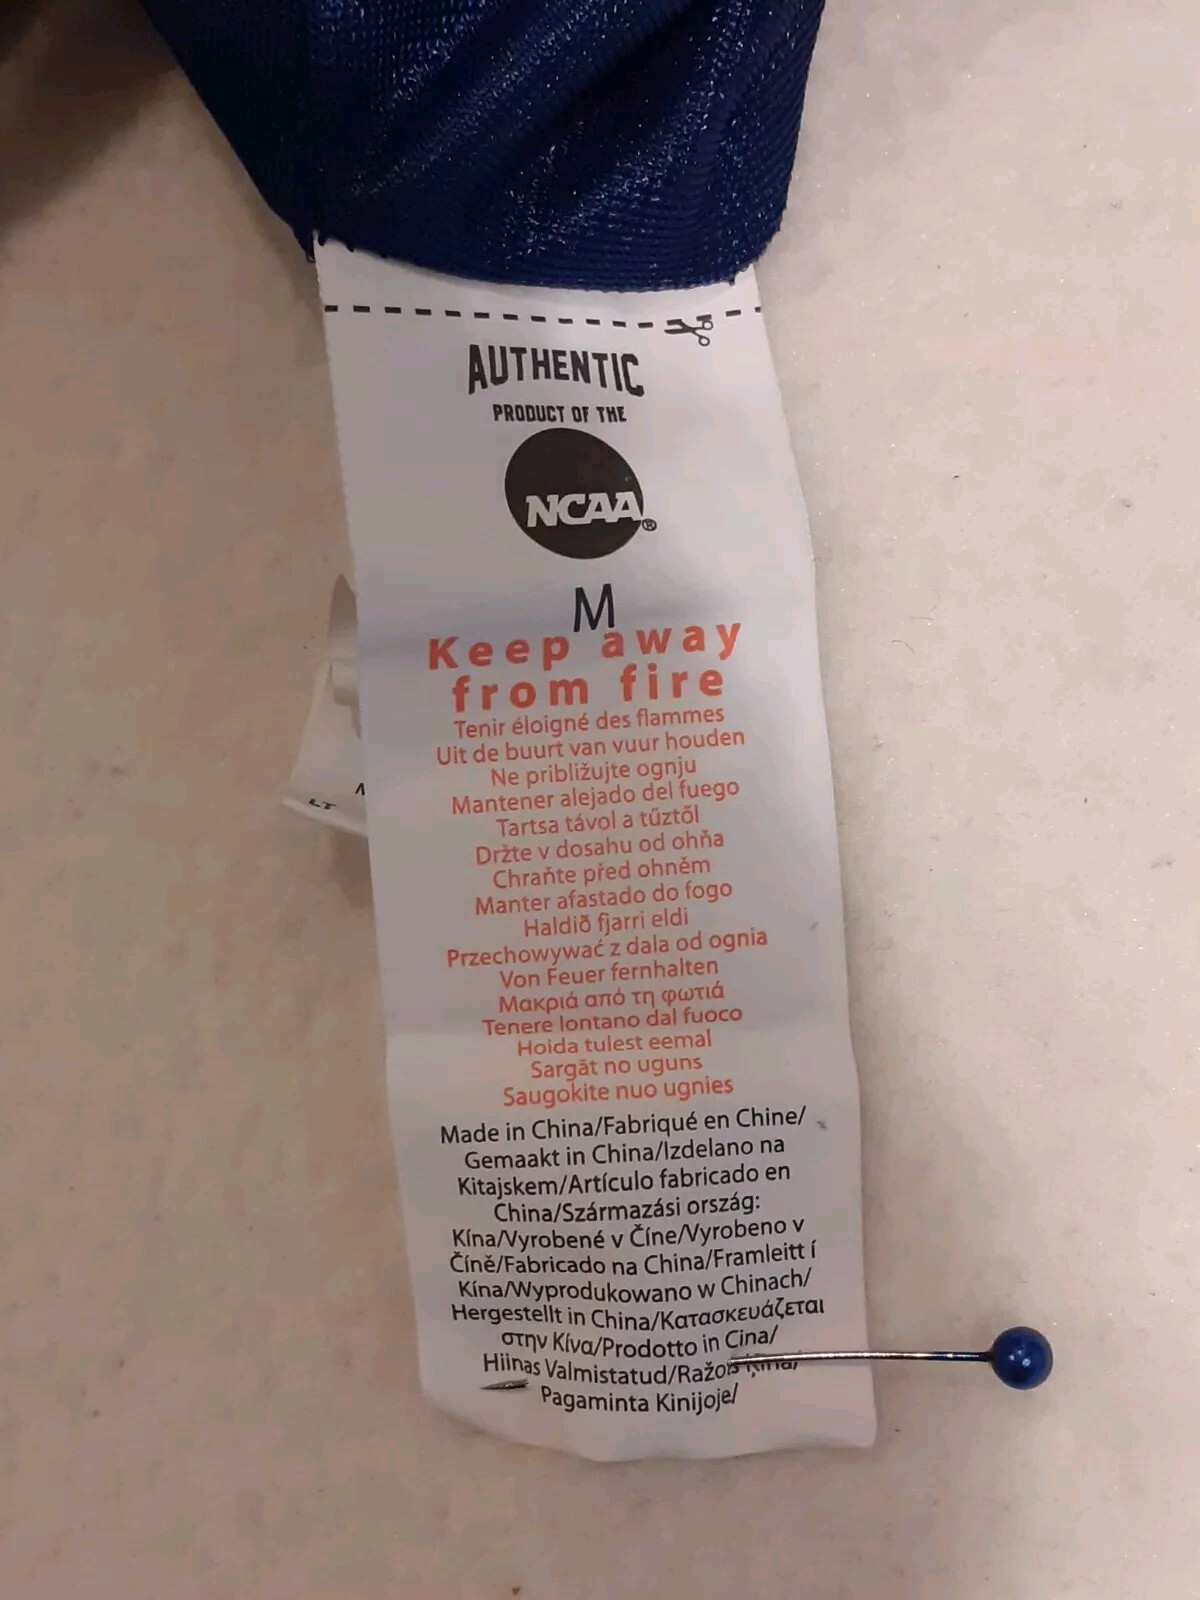 AUTHENTIC
PRODUCT OF THE
NCAA®
M
Keep away
from fire
Tenir éloigné des flammes
Uit de buurt van vuur houden
Ne približujte ognju
Mantener alejado del fuego
Tartsa távol a tűztől
Držte v dosahu od ohňa
Chraňte před ohněm
Manter afastado do fogo
Haldið fjarri eldi
Przechowywać z dala od ognia
Von Feuer fernhalten
Μακριά από τη φωτιά
Tenere lontano dal fuoco
Hoida tulest eemal
Sargāt no uguns
Saugokite nuo ugnies
Made in China/Fabriqué en Chine/
Gemaakt in China/Izdelano na
Kitajskem/Artículo fabricado en
China/Származási ország:
Kína/Vyrobené v Číne/Vyrobeno v
Číně/Fabricado na China/Framleitt í
Kína/Wyprodukowano w Chinach/
Hergestellt in China/Κατασκευάζεται
στην Κίνα/Prodotto in Cina/
Hiinas Valmistatud/Ražots
Pagaminta Kinijoje/
LT